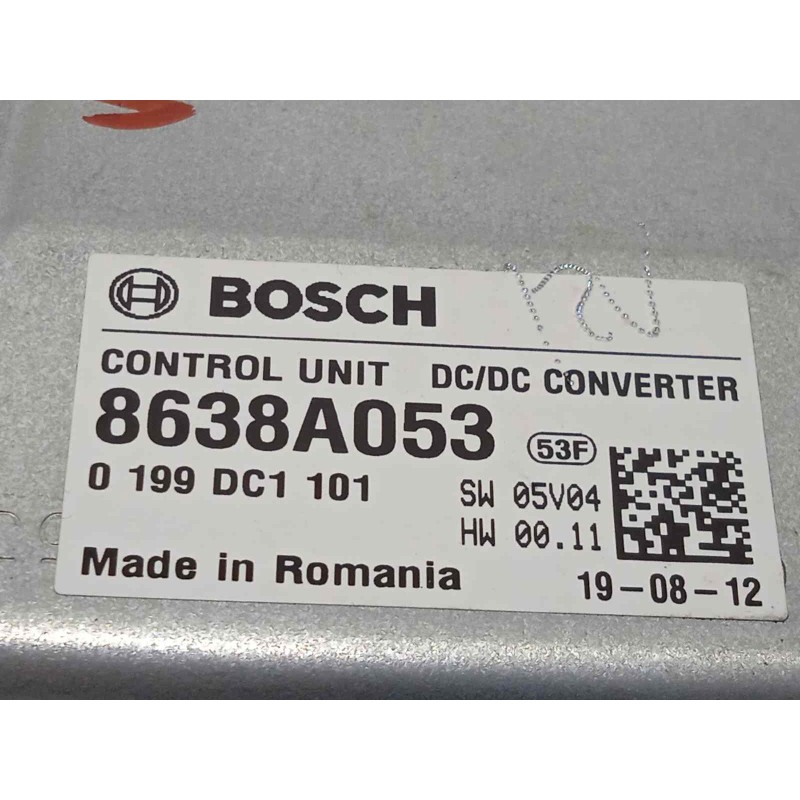 BOSCH
CONTROL UNIT DC/DC CONVERTER
8638A053 53F
0 199 DC1 101
SW 05V04
HW 00.11
Made in Romania
19-08-12